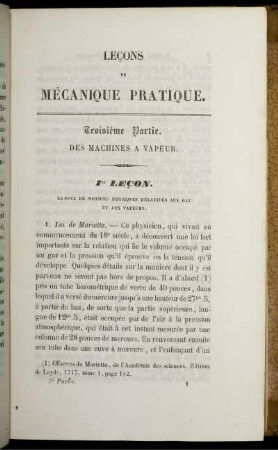 LEÇONS
DE
MÉCANIQUE PRATIQUE.
Troisième Partie.
DES MACHINES A VAPEUR.
Ire LEÇON.
RAPPEL DE NOTIONS PHYSIQUES RELATIVES AUX GAZ
ET AUX VAPEURS.
1. Loi de Mariotte. — Ce physicien, qui vivait au
commencement du 18e siècle, a découvert une loi fort
importante sur la relation qui lie le volume occupé par
un gaz et la pression qu'il éprouve ou la tension qu'il
développe. Quelques détails sur la manière dont il y est
parvenu ne seront pas hors de propos. Il a d'abord (1)
pris un tube barométrique de verre de 40 pouces, dans
lequel il a versé du mercure jusqu'à une hauteur de 27po. 5,
à partir du bas, de sorte que la partie supérieure, lon-
gue de 12po. 5, était occupée par de l'air à la pression
atmosphérique, qui était à cet instant mesurée par une
colonne de 28 pouces de mercure. En renversant ensuite
son tube dans une cuve à mercure, et l'enfonçant d'un
(1) Œuvres de Mariotte, de l'Académie des sciences. Édition
de Leyde, 1717, tome 1, page 152.
3e Partie. 1